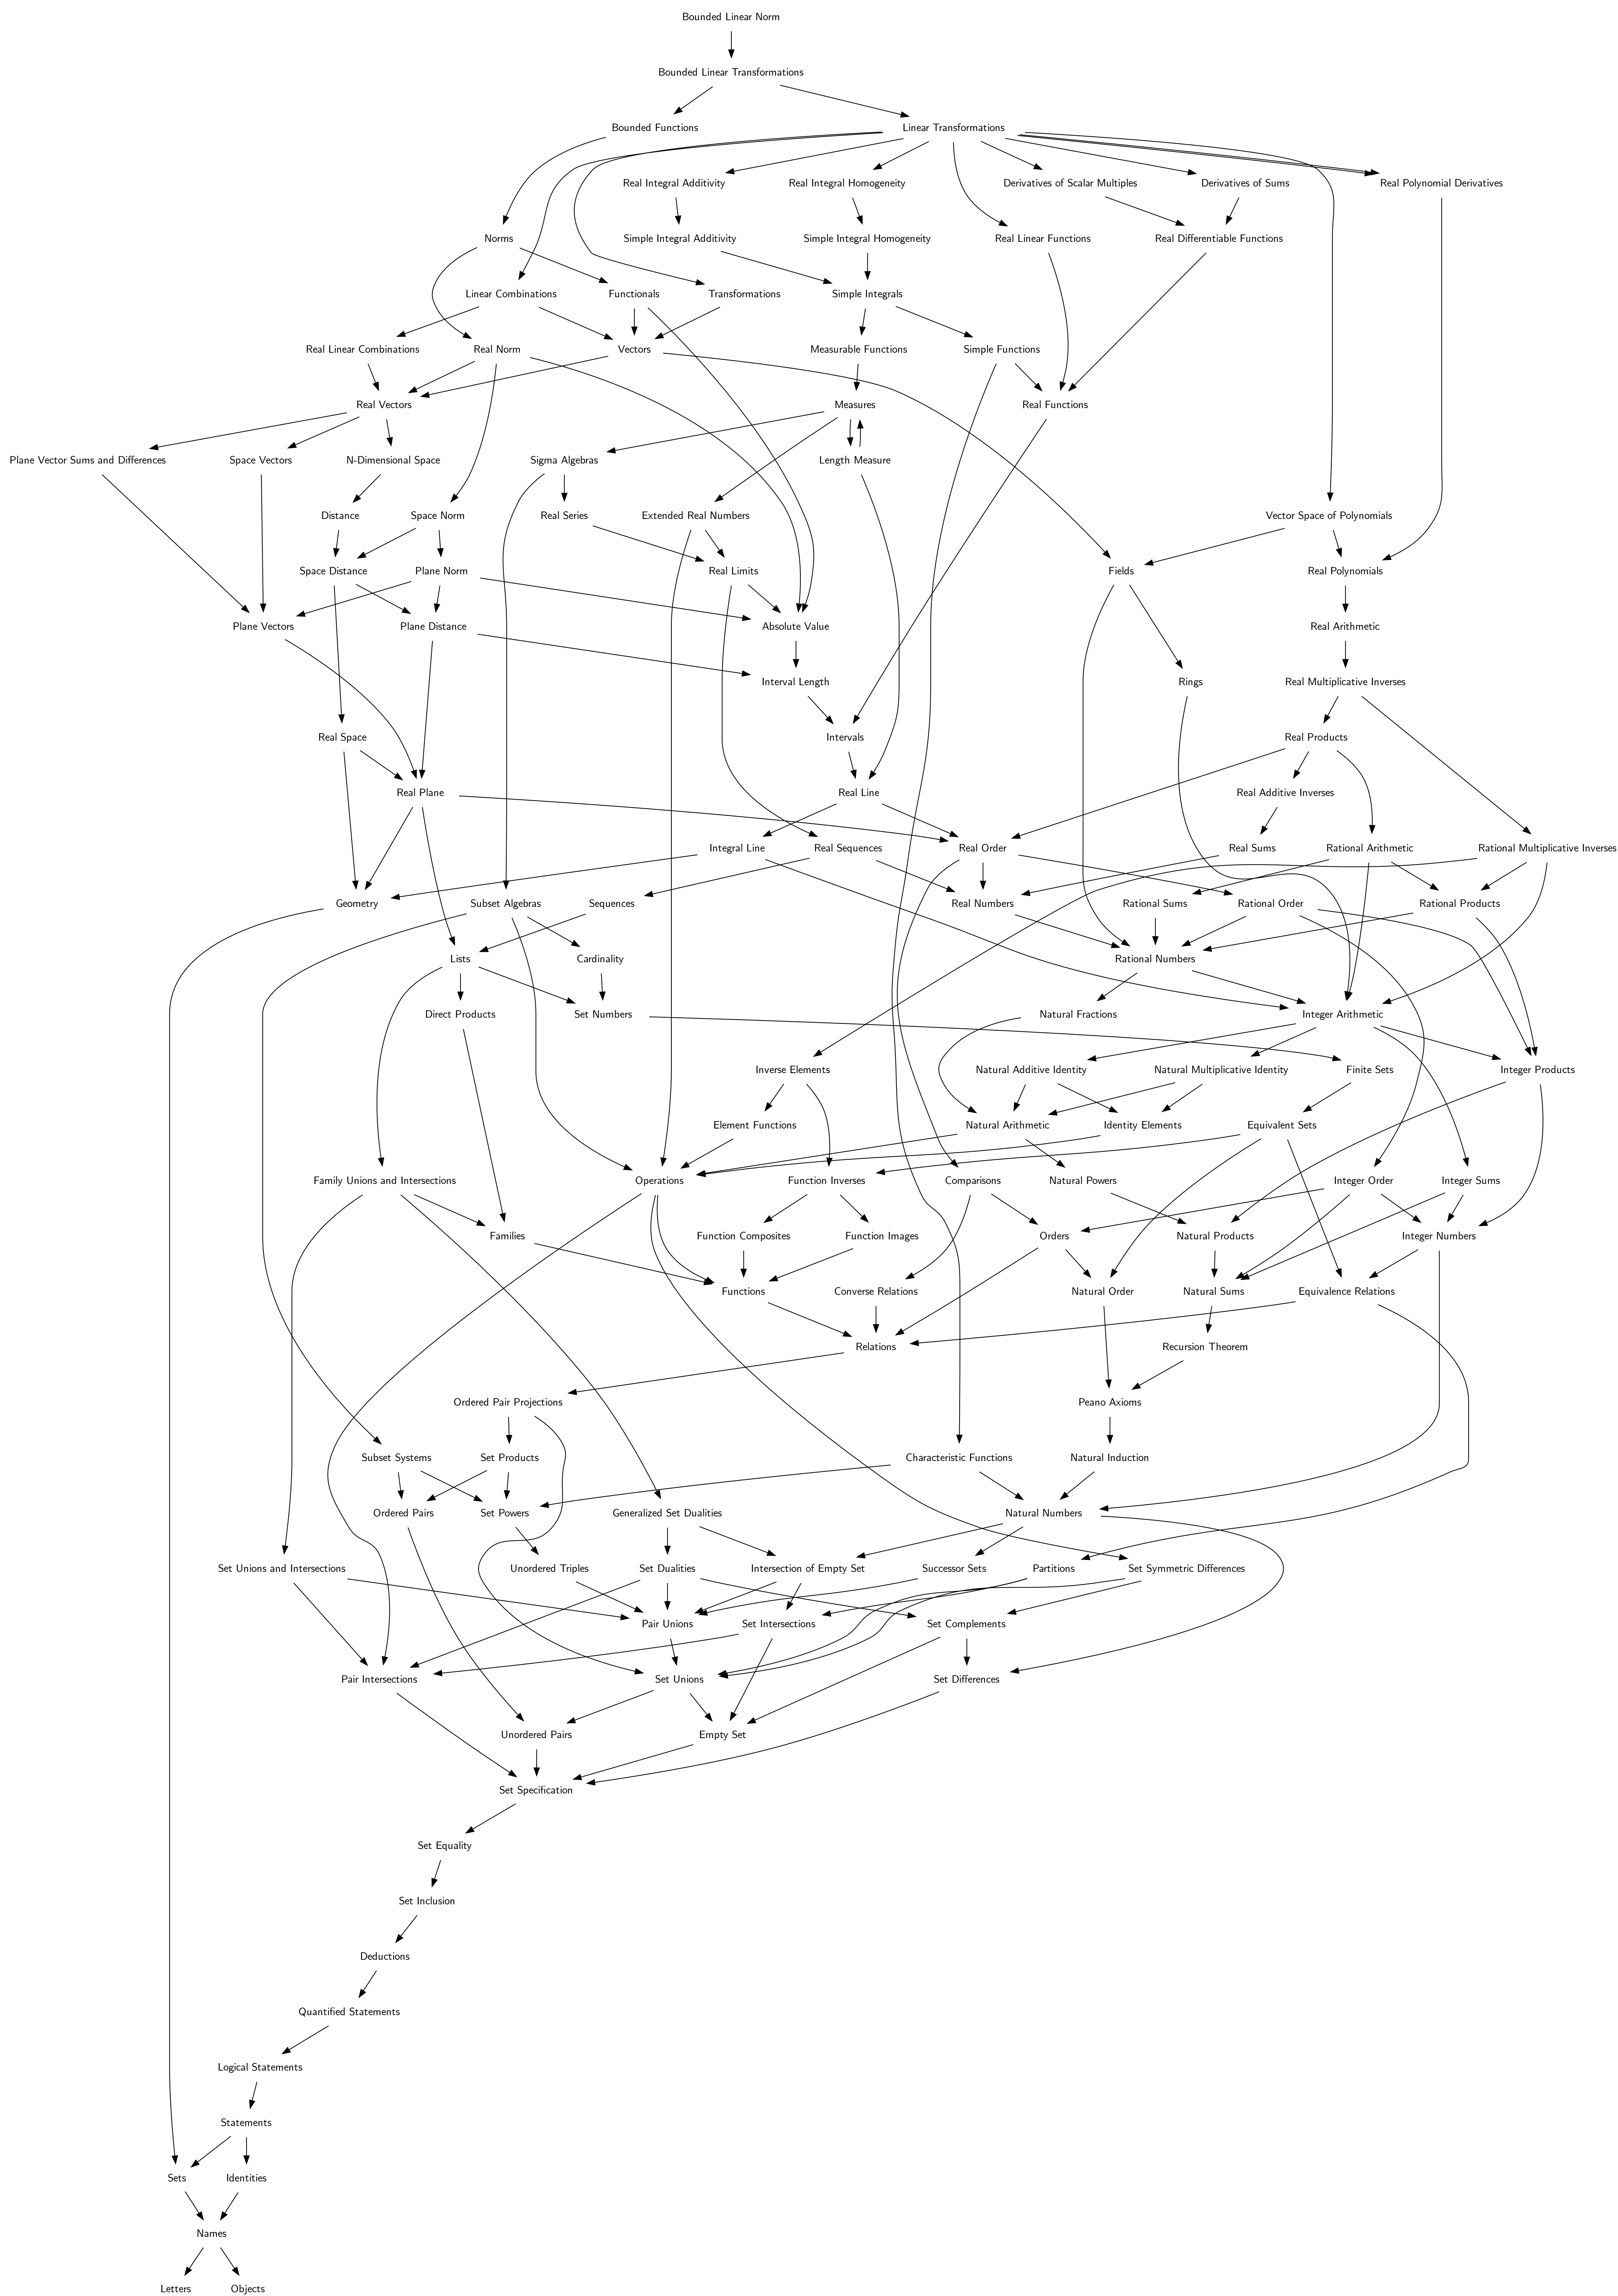 Bounded Linear Norm
Bounded Linear Transformations
Bounded Functions
Linear Transformations
Real Integral Additivity
Real Integral Homogeneity
Derivatives of Scalar Multiples
Derivatives of Sums
Real Polynomial Derivatives
Norms
Simple Integral Additivity
Simple Integral Homogeneity
Real Linear Functions
Real Differentiable Functions
Linear Combinations
Functionals
Transformations
Simple Integrals
Real Linear Combinations
Real Norm
Vectors
Measurable Functions
Simple Functions
Real Vectors
Measures
Real Functions
Plane Vector Sums and Differences
Space Vectors
N-Dimensional Space
Sigma Algebras
Length Measure
Distance
Space Norm
Real Series
Extended Real Numbers
Vector Space of Polynomials
Space Distance
Plane Norm
Real Limits
Fields
Real Polynomials
Plane Vectors
Plane Distance
Absolute Value
Real Arithmetic
Interval Length
Rings
Real Multiplicative Inverses
Real Space
Intervals
Real Products
Real Plane
Real Line
Real Additive Inverses
Integral Line
Real Sequences
Real Order
Real Sums
Rational Arithmetic
Rational Multiplicative Inverses
Geometry
Subset Algebras
Sequences
Real Numbers
Rational Sums
Rational Order
Rational Products
Lists
Cardinality
Rational Numbers
Direct Products
Set Numbers
Natural Fractions
Integer Arithmetic
Inverse Elements
Natural Additive Identity
Natural Multiplicative Identity
Finite Sets
Integer Products
Element Functions
Natural Arithmetic
Identity Elements
Equivalent Sets
Family Unions and Intersections
Operations
Function Inverses
Comparisons
Natural Powers
Integer Order
Integer Sums
Families
Function Composites
Function Images
Orders
Natural Products
Integer Numbers
Functions
Converse Relations
Natural Order
Natural Sums
Equivalence Relations
Relations
Recursion Theorem
Ordered Pair Projections
Peano Axioms
Subset Systems
Set Products
Characteristic Functions
Natural Induction
Ordered Pairs
Set Powers
Generalized Set Dualities
Natural Numbers
Set Unions and Intersections
Unordered Triples
Set Dualities
Intersection of Empty Set
Successor Sets
Partitions
Set Symmetric Differences
Pair Unions
Set Intersections
Set Complements
Pair Intersections
Set Unions
Set Differences
Unordered Pairs
Empty Set
Set Specification
Set Equality
Set Inclusion
Deductions
Quantified Statements
Logical Statements
Statements
Sets
Identities
Names
Letters
Objects